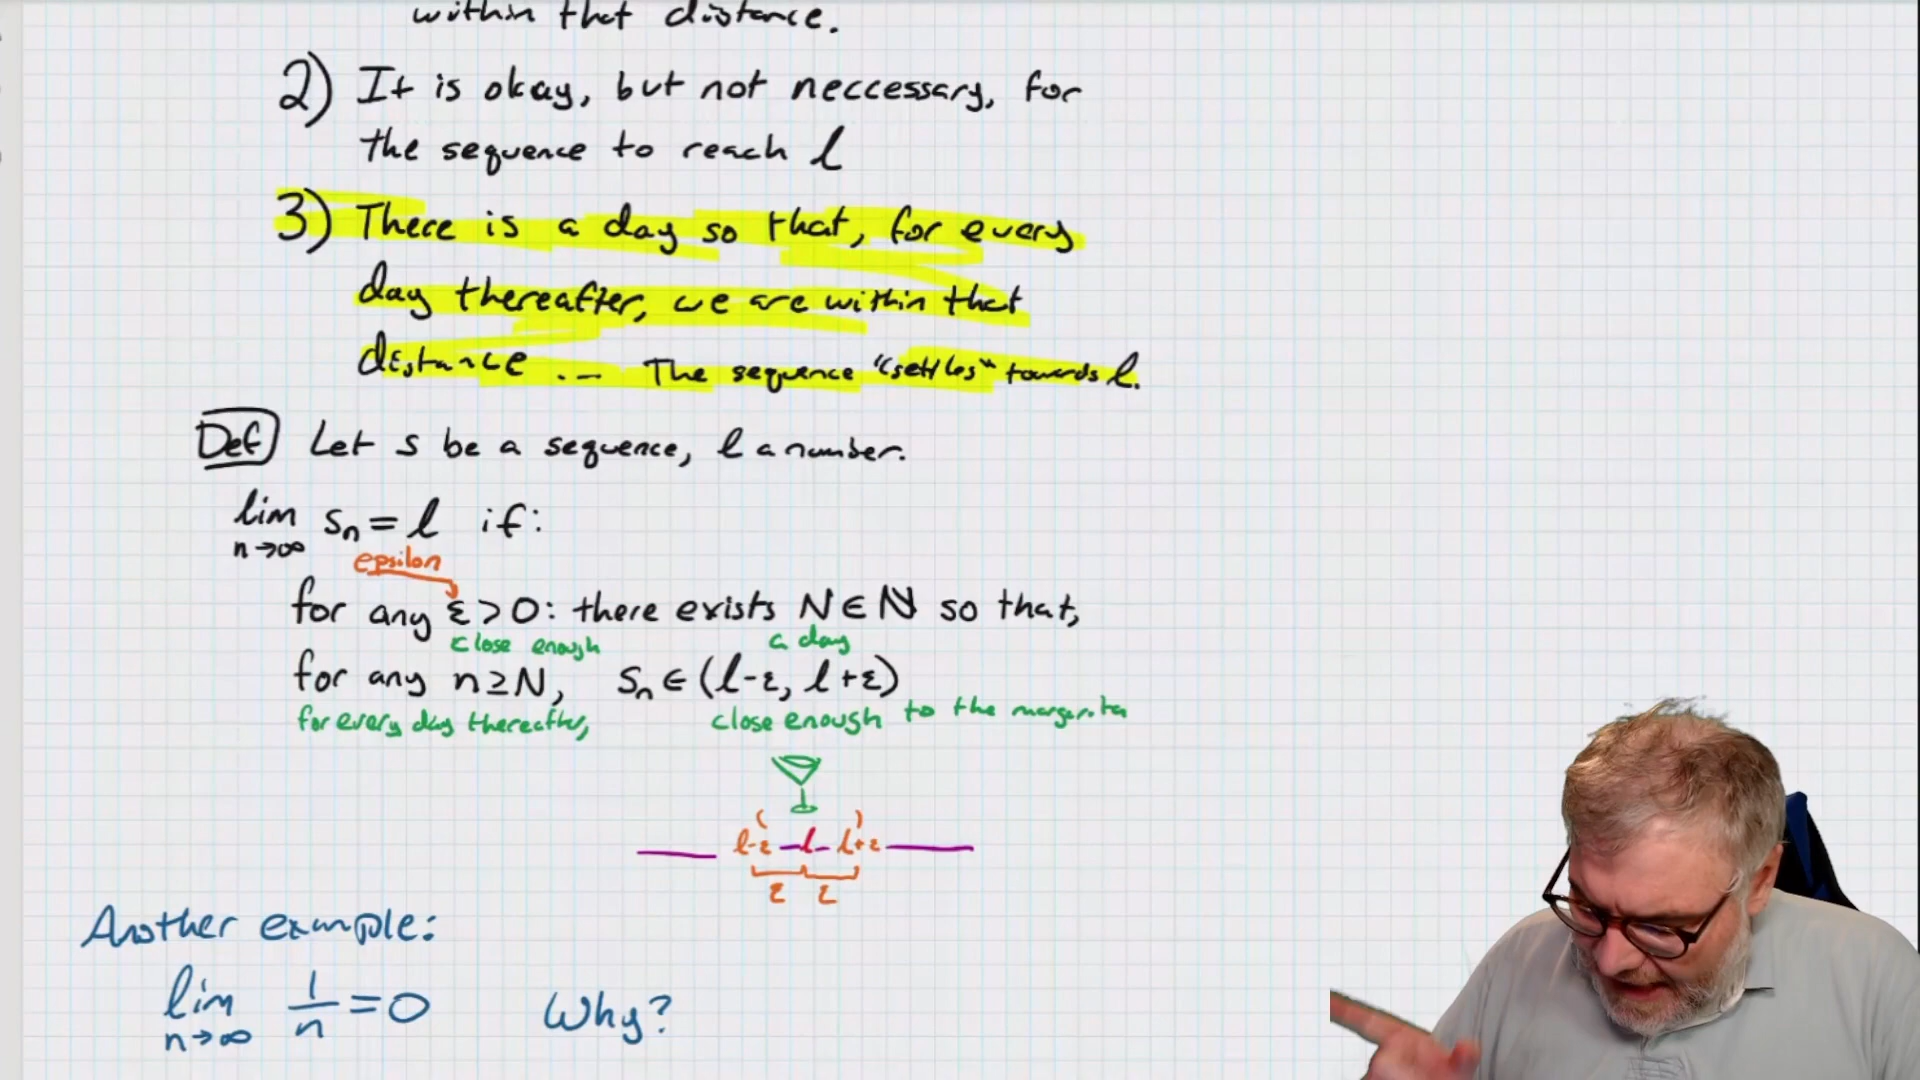 within that distance.
2) It is okay, but not neccessary, for
the sequence to reach l
3) There is a day so that, for every
day thereafter, we are within that
distance ... The sequence "settles" towards l.
Def Let s be a sequence, l a number.
lim sₙ = l if:
n→∞
epsilon
for any ε > 0: there exists N ∈ ℕ so that,
close enough a day
for any n ≥ N, sₙ ∈ (l-ε, l+ε)
for every day thereafter, close enough to the margarita
( )
l-ε l l+ε
ε ε
Another example:
lim 1/n = 0 Why?
n→∞